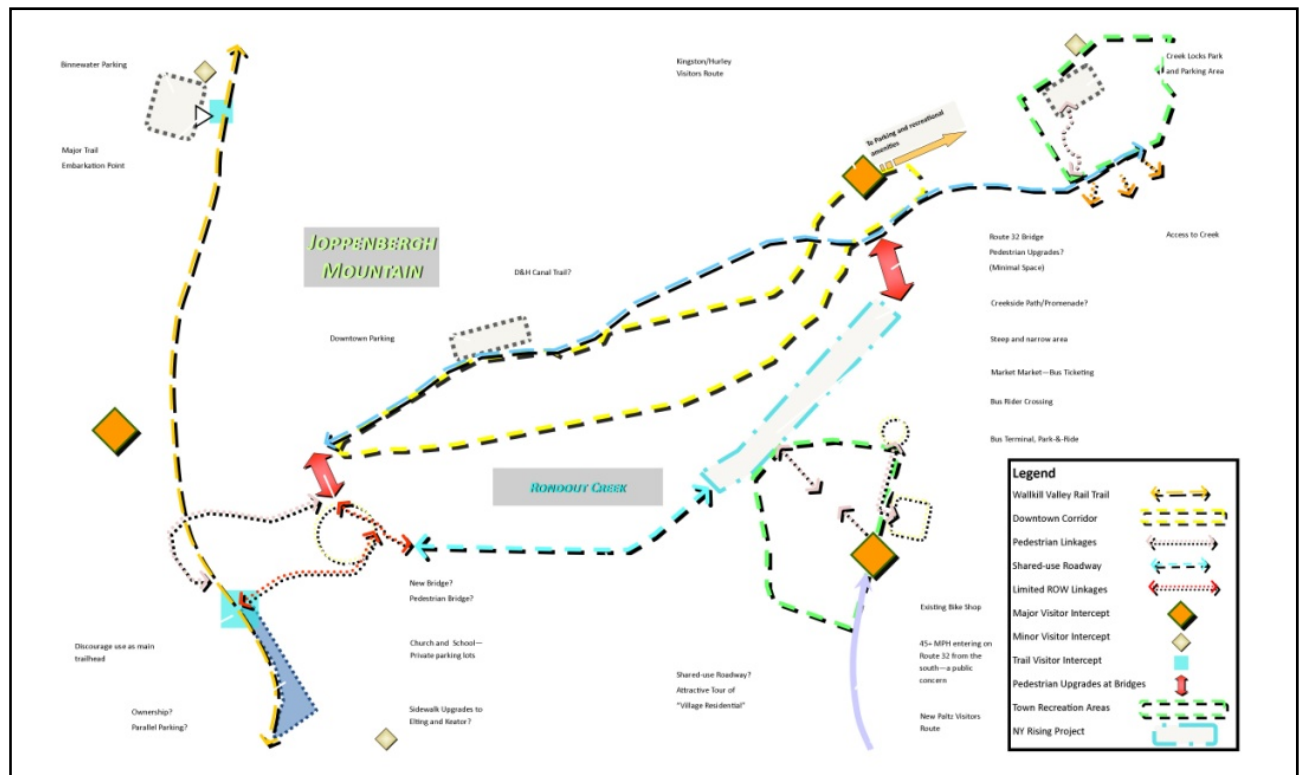 Binnewater Parking
Major Trail
Embarkation Point
Kingston/Hurley
Visitors Route
To Parking and recreational
amenities
Creek Locks Park
and Parking Area
Access to Creek
JOPPENBERGH
MOUNTAIN
D&H Canal Trail?
Downtown Parking
Route 32 Bridge
Pedestrian Upgrades?
(Minimal Space)
Creekside Path/Promenade?
Steep and narrow area
Market Market—Bus Ticketing
Bus Rider Crossing
Bus Terminal, Park-&-Ride
RONDOUT CREEK
New Bridge?
Pedestrian Bridge?
Church and School—
Private parking lots
Discourage use as main
trailhead
Ownership?
Parallel Parking?
Sidewalk Upgrades to
Elting and Keator?
Shared-use Roadway?
Attractive Tour of
"Village Residential"
Existing Bike Shop
45+ MPH entering on
Route 32 from the
south—a public
concern
New Paltz Visitors
Route
Legend
Wallkill Valley Rail Trail
Downtown Corridor
Pedestrian Linkages
Shared-use Roadway
Limited ROW Linkages
Major Visitor Intercept
Minor Visitor Intercept
Trail Visitor Intercept
Pedestrian Upgrades at Bridges
Town Recreation Areas
NY Rising Project